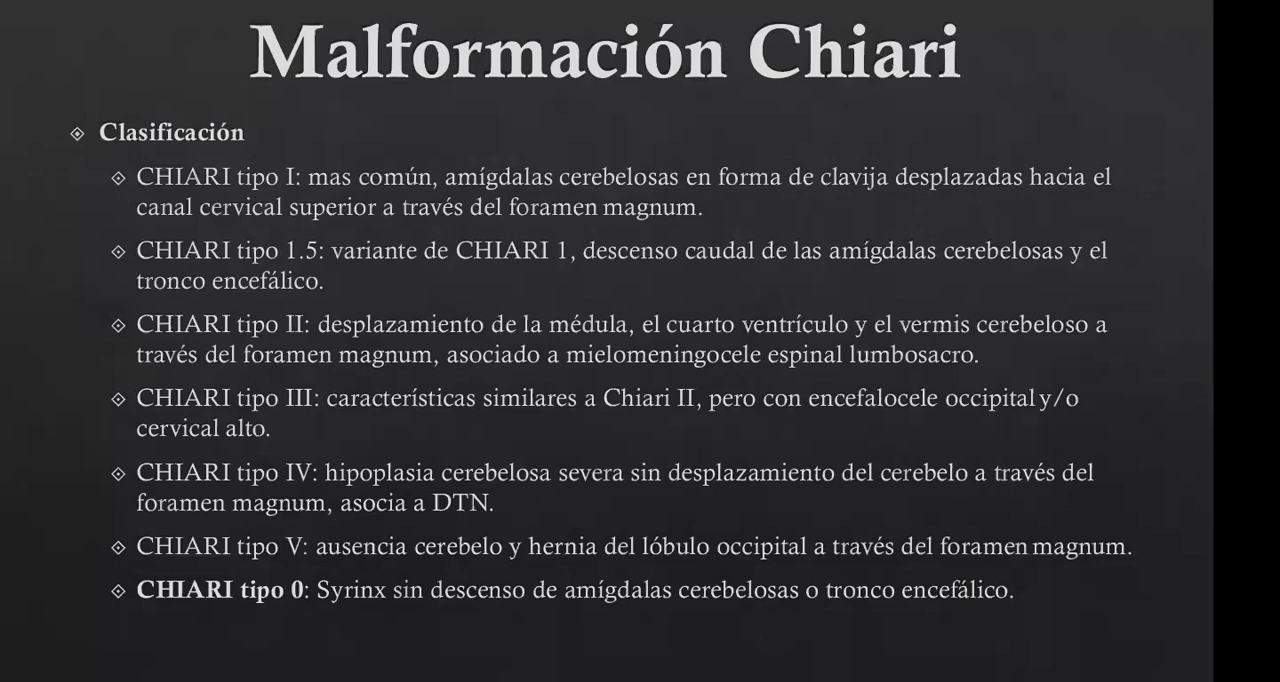 Malformación Chiari
Clasificación
CHIARI tipo I: mas común, amígdalas cerebelosas en forma de clavija desplazadas hacia el
canal cervical superior a través del foramen magnum.
CHIARI tipo 1.5: variante de CHIARI 1, descenso caudal de las amígdalas cerebelosas y el
tronco encefálico.
CHIARI tipo II: desplazamiento de la médula, el cuarto ventrículo y el vermis cerebeloso a
través del foramen magnum, asociado a mielomeningocele espinal lumbosacro.
CHIARI tipo III: características similares a Chiari II, pero con encefalocele occipital y/o
cervical alto.
CHIARI tipo IV: hipoplasia cerebelosa severa sin desplazamiento del cerebelo a través del
foramen magnum, asocia a DTN.
CHIARI tipo V: ausencia cerebelo y hernia del lóbulo occipital a través del foramen magnum.
CHIARI tipo 0: Syrinx sin descenso de amígdalas cerebelosas o tronco encefálico.